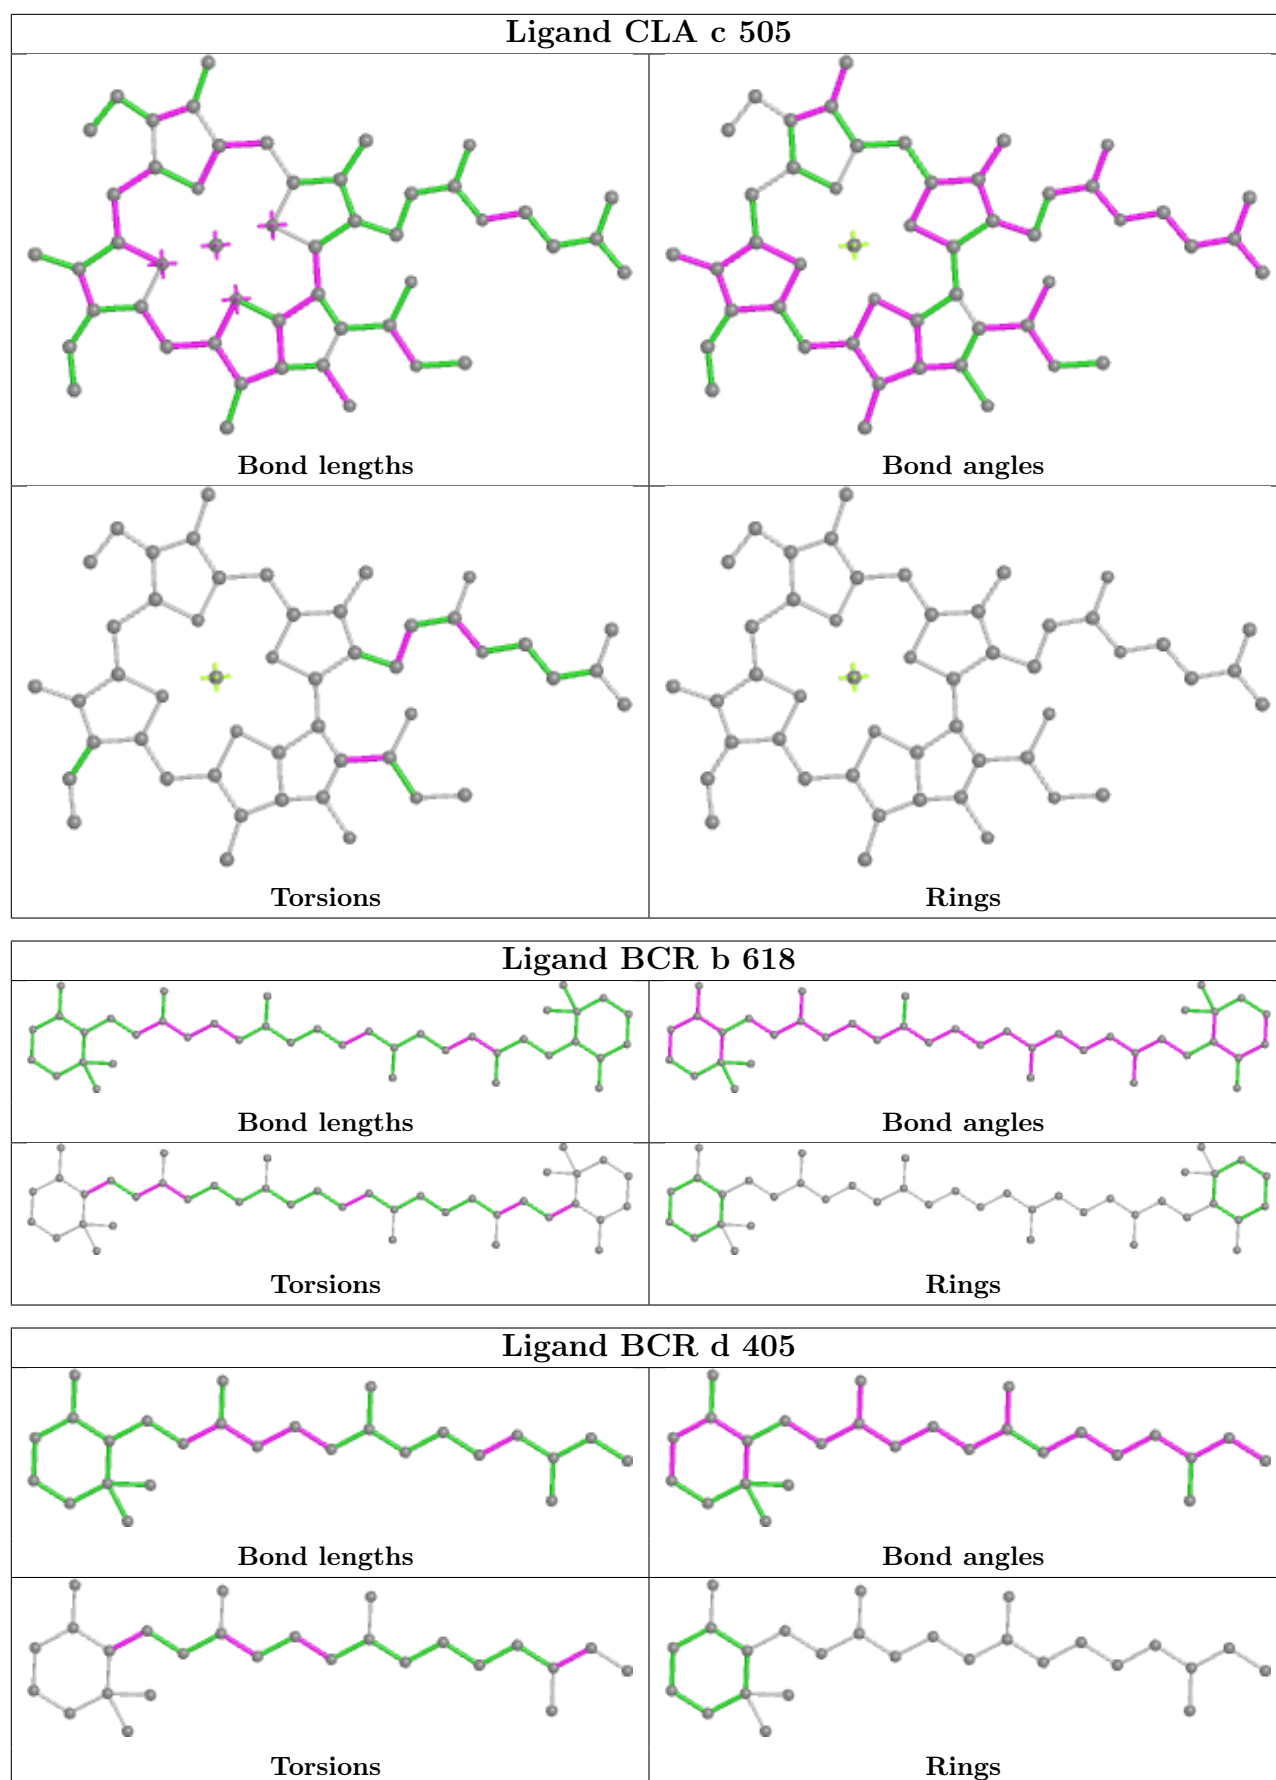 Ligand CLA c 505
Bond lengths
Bond angles
Torsions
Rings
Ligand BCR b 618
Bond lengths
Bond angles
Torsions
Rings
Ligand BCR d 405
Bond lengths
Bond angles
Torsions
Rings